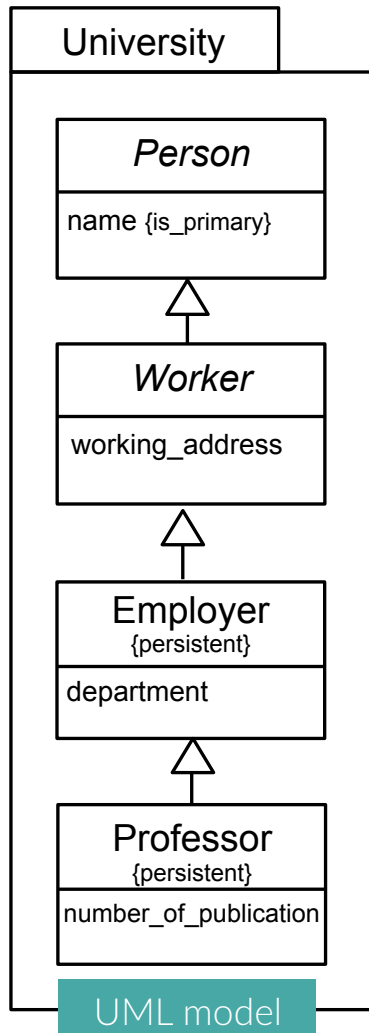 University
Person
name {is_primary}
Worker
working_address
Employer
{persistent}
department
Professor
{persistent}
number_of_publication
UML model